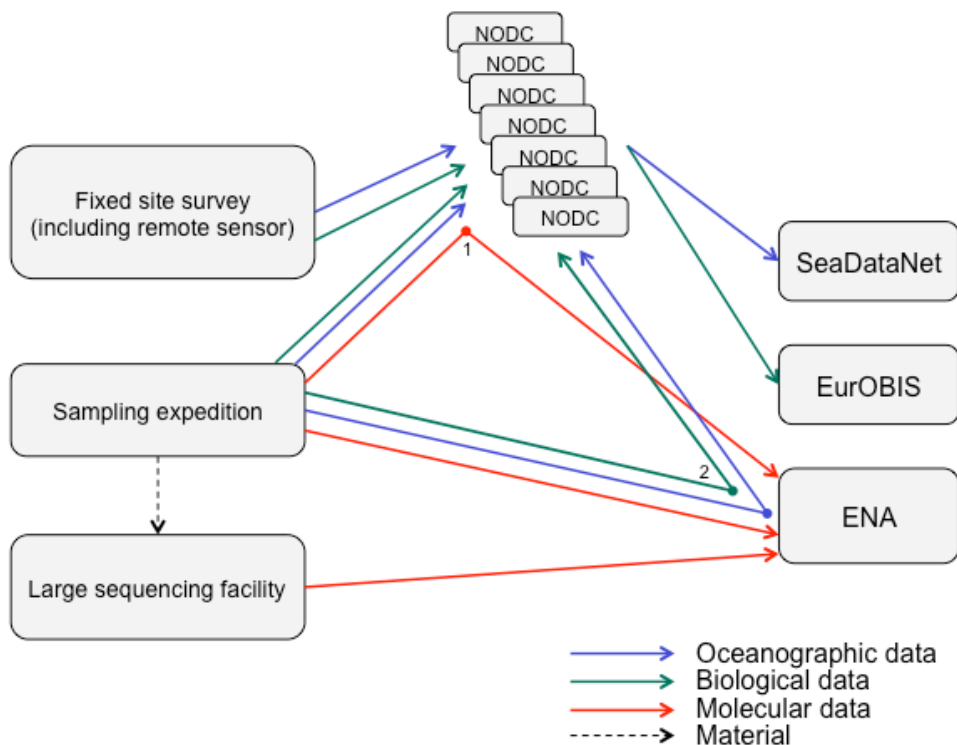 NODC
NODC
NODC
NODC
NODC
NODC
NODC
Fixed site survey
(including remote sensor)
1
SeaDataNet
EurOBIS
Sampling expedition
2
ENA
Large sequencing facility
Oceanographic data
Biological data
Molecular data
Material